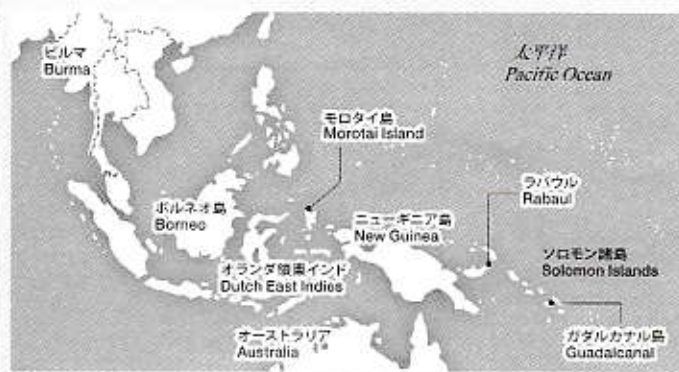 ビルマ
Burma
太平洋
Pacific Ocean
モロタイ島
Morotai Island
ラバウル
Rabaul
ボルネオ島
Borneo
ニューギニア島
New Guinea
ソロモン諸島
Solomon Islands
オランダ領東インド
Dutch East Indies
オーストラリア
Australia
ガダルカナル島
Guadalcanal